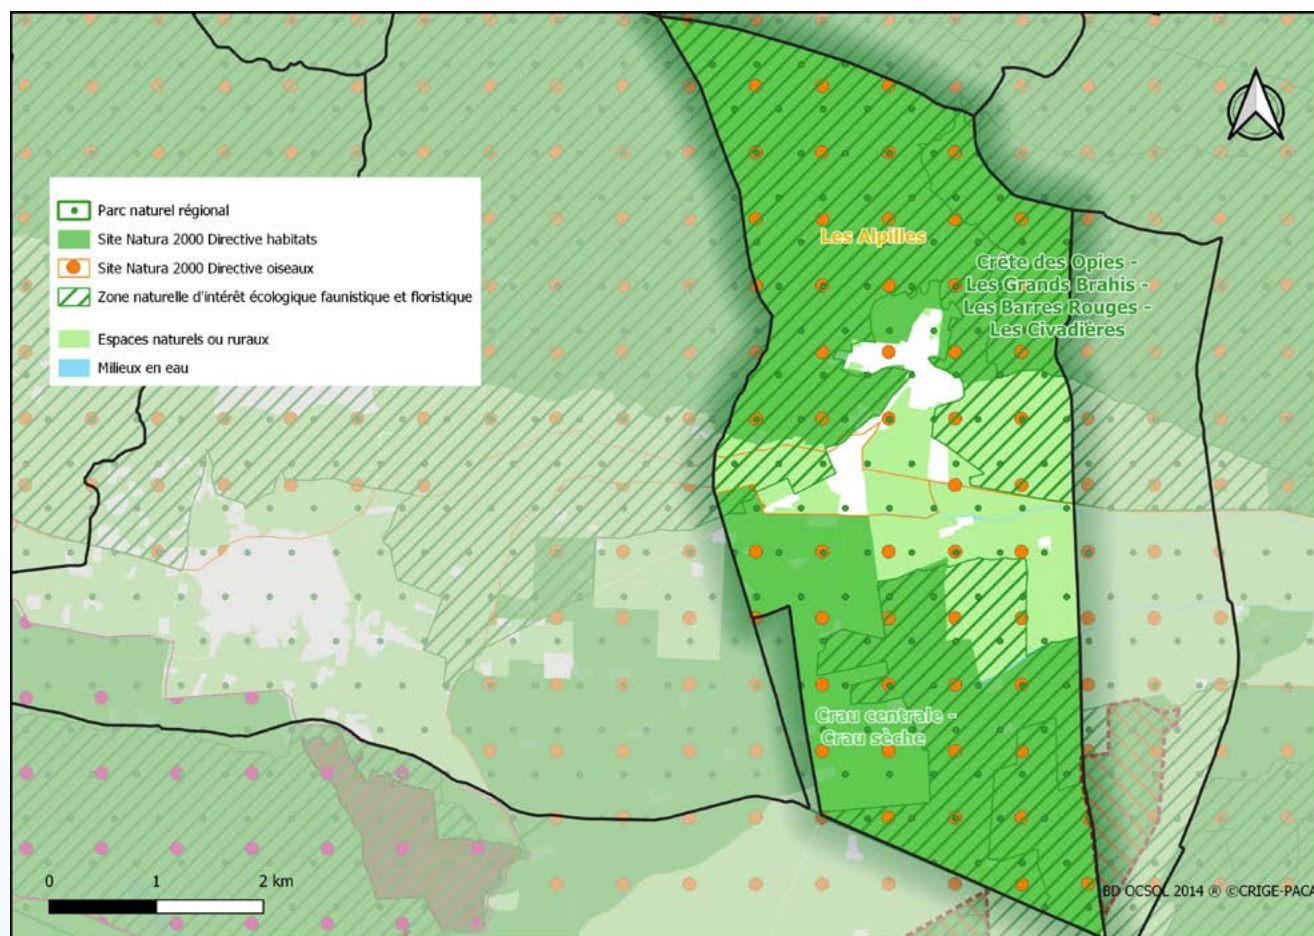 Parc naturel régional
Site Natura 2000 Directive habitats
Site Natura 2000 Directive oiseaux
Zone naturelle d'intérêt écologique faunistique et floristique
Espaces naturels ou ruraux
Milieux en eau
Les Alpilles
Crête des Opies -
Les Grands Brahis -
Les Barres Rouges -
Les Civadières
Crau centrale -
Crau sèche
0 1 2 km
BD OCSOL 2014 ® ©CRIGE-PACA